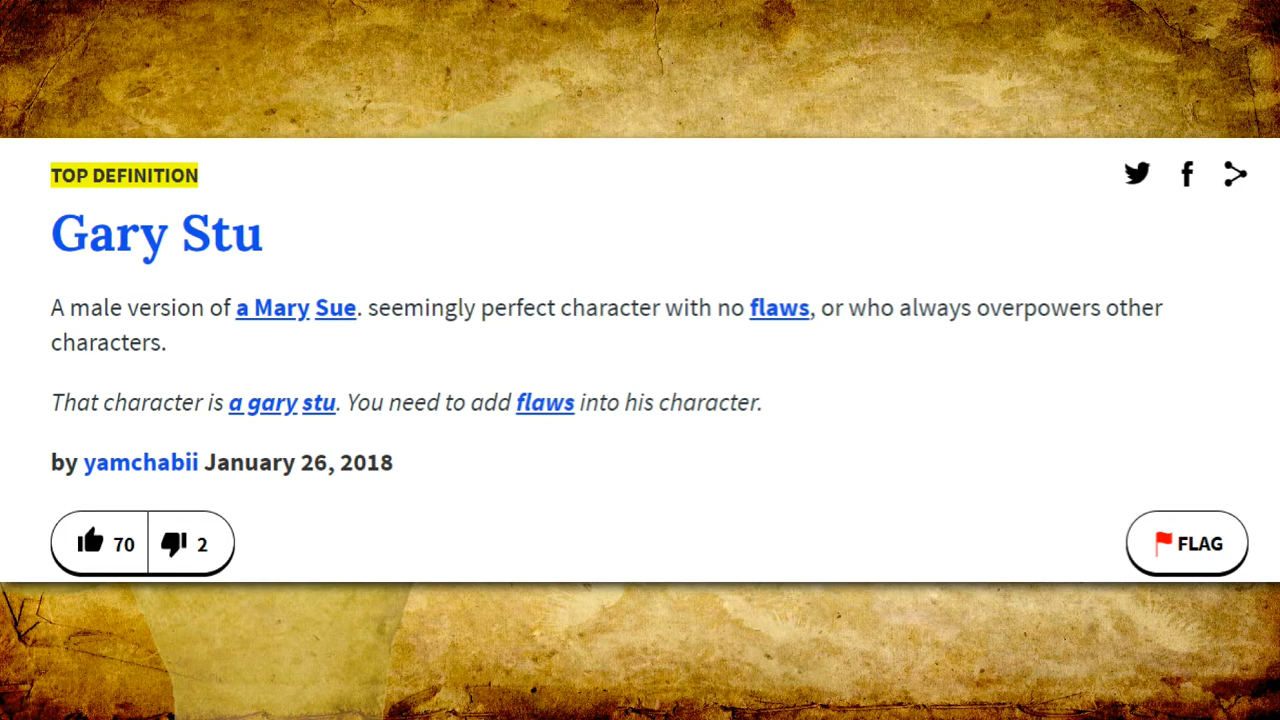 TOP DEFINITION
Gary Stu
A male version of a Mary Sue. seemingly perfect character with no flaws, or who always overpowers other
characters.
That character is a gary stu. You need to add flaws into his character.
by yamchabii January 26, 2018
70 2
FLAG